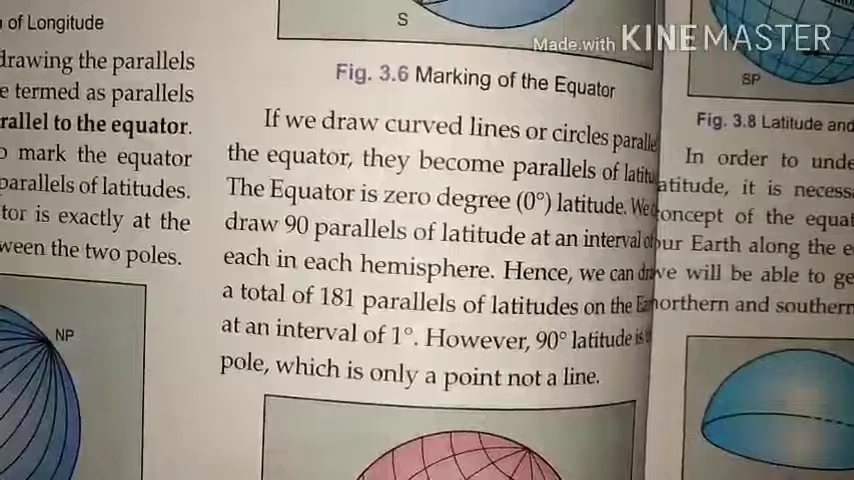 of Longitude
drawing the parallels
e termed as parallels
rallel to the equator.
o mark the equator
parallels of latitudes.
tor is exactly at the
ween the two poles.
NP
S
Fig. 3.6 Marking of the Equator
If we draw curved lines or circles paralle
the equator, they become parallels of latitu
The Equator is zero degree (0°) latitude. We
draw 90 parallels of latitude at an interval of
each in each hemisphere. Hence, we can dra
a total of 181 parallels of latitudes on the Ear
at an interval of 1°. However, 90° latitude is
pole, which is only a point not a line.
Made with KINEMASTER
SP
Fig. 3.8 Latitude and
In order to unde
atitude, it is necess
concept of the equat
our Earth along the e
ve will be able to ge
northern and southern